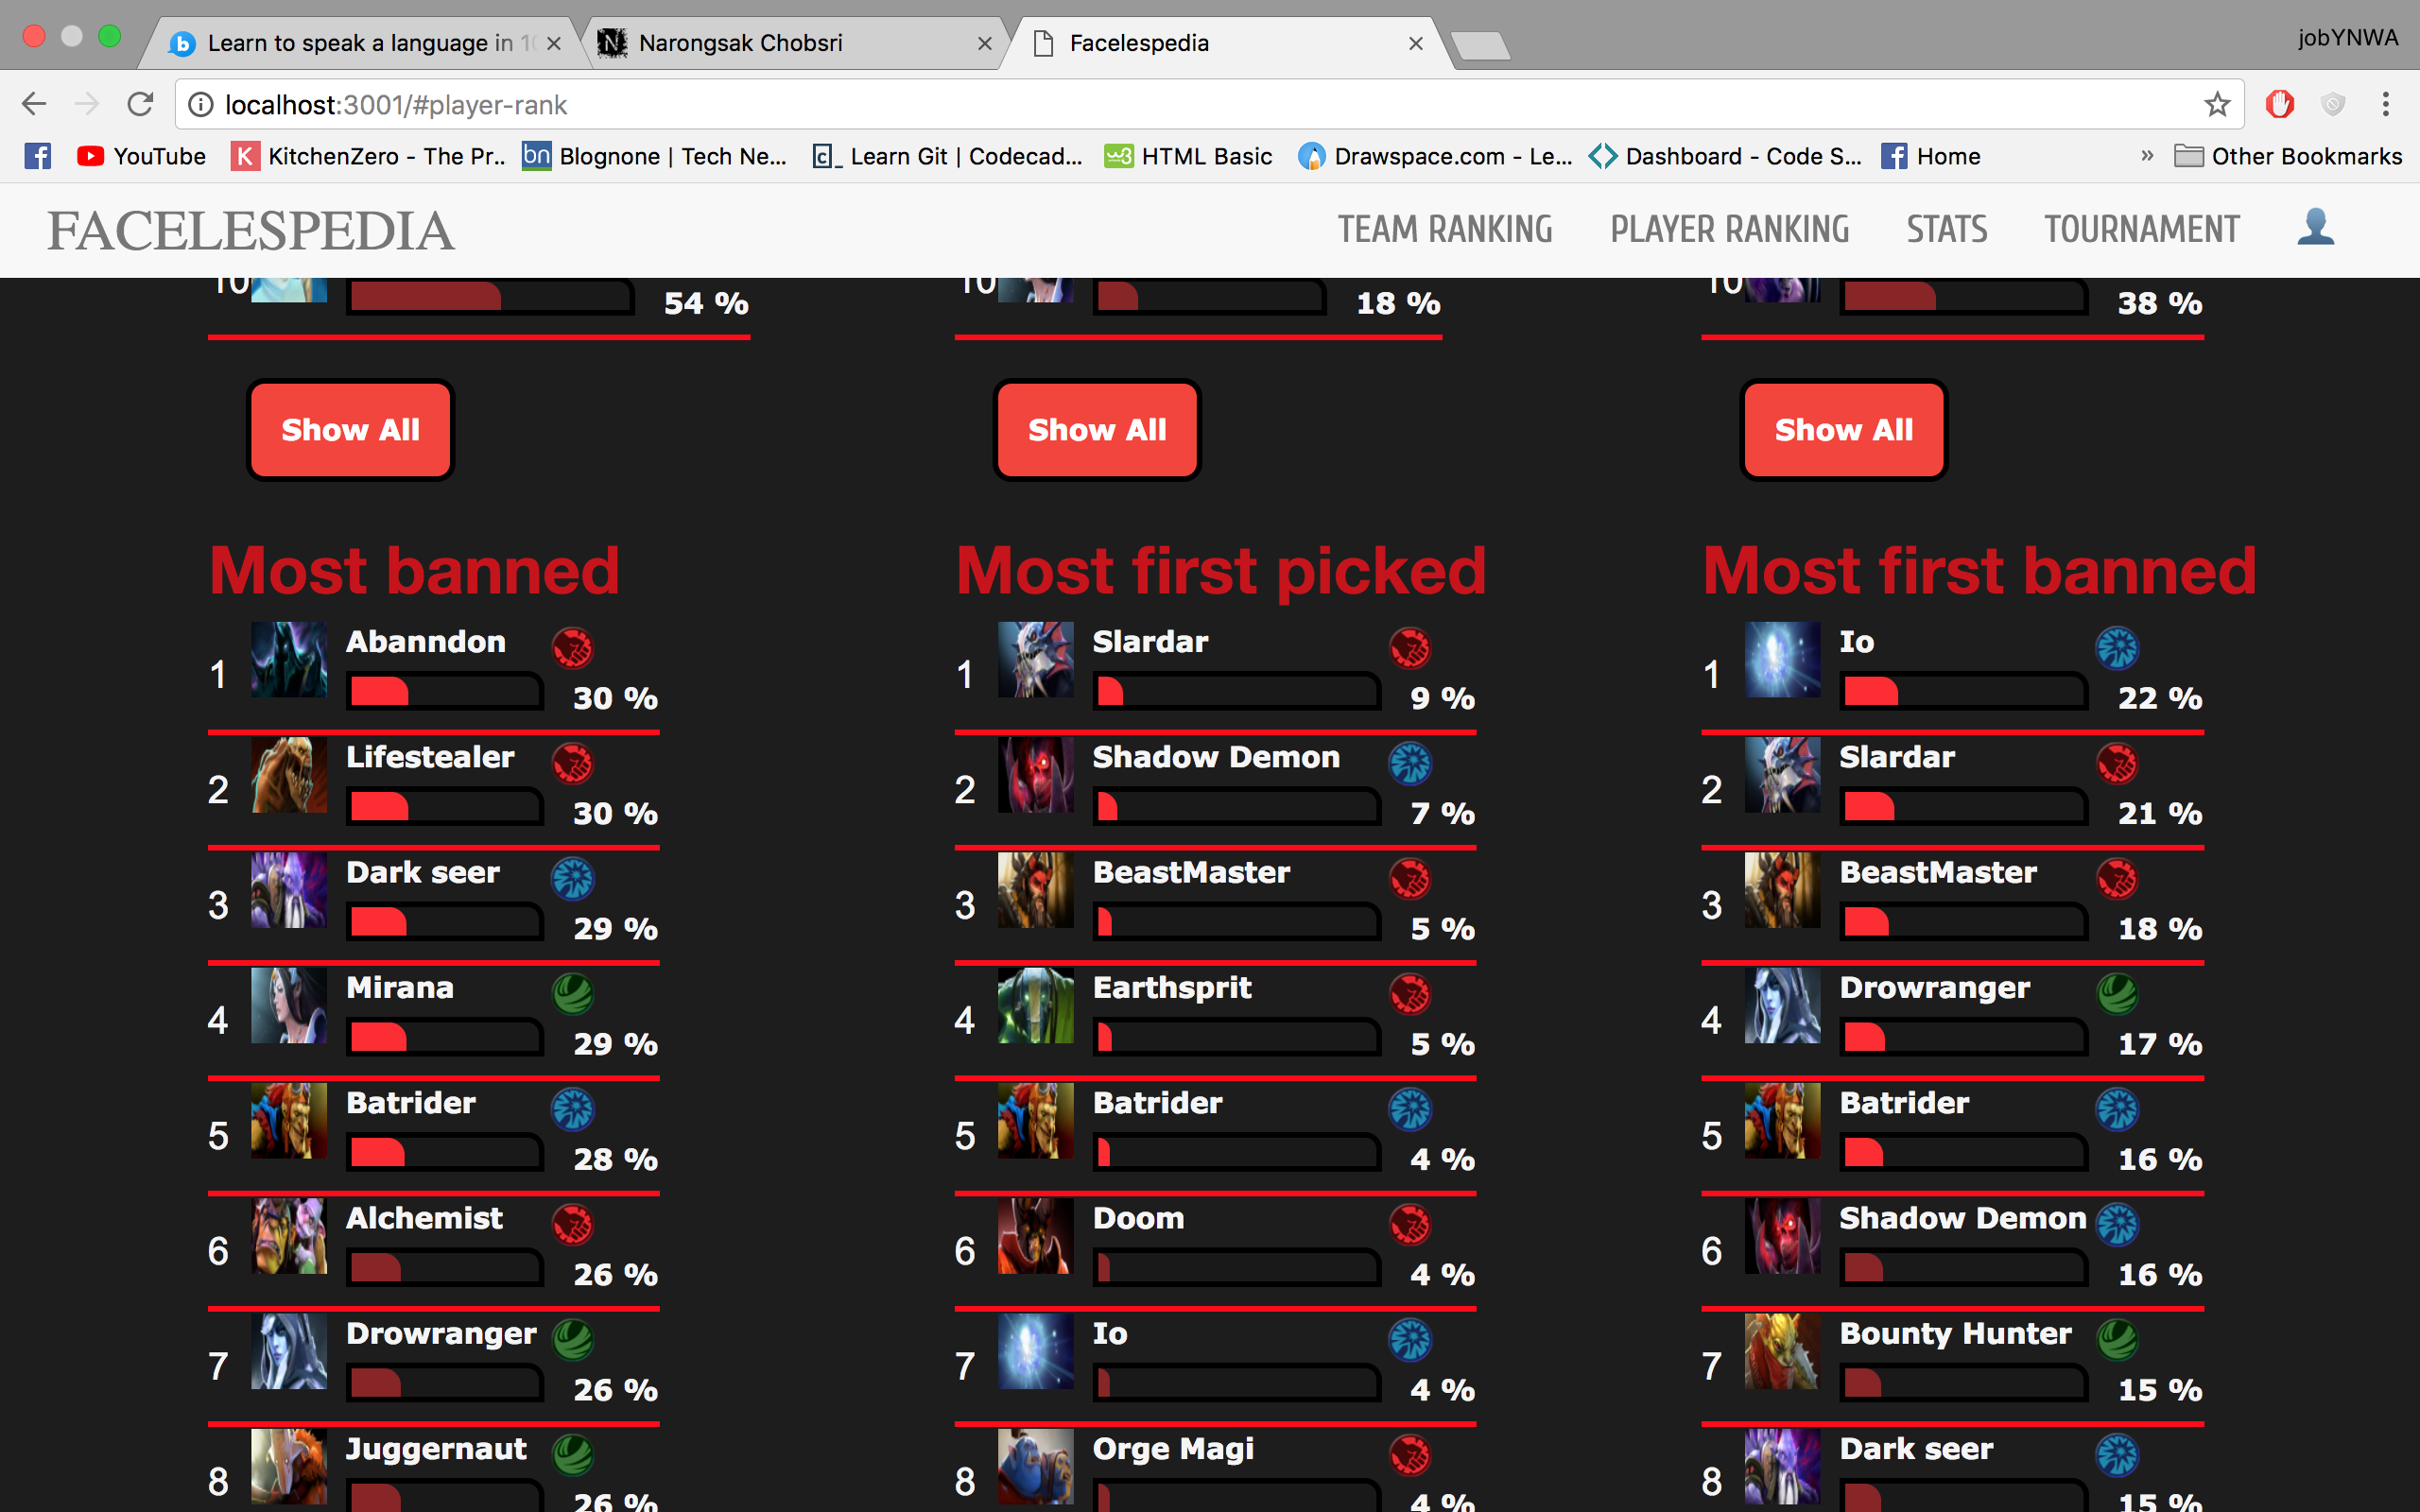 Learn to speak a language in 10
Narongsak Chobsri
Facelespedia
jobYNWA
localhost:3001/#player-rank
YouTube
KitchenZero - The Pr..
Blognone | Tech Ne...
Learn Git | Codecad...
HTML Basic
Drawspace.com - Le...
Dashboard - Code S...
Home
»
Other Bookmarks
FACELESPEDIA
TEAM RANKING
PLAYER RANKING
STATS
TOURNAMENT
10
54 %
10
18 %
10
38 %
Show All
Show All
Show All
Most banned
1
Abanndon
30 %
2
Lifestealer
30 %
3
Dark seer
29 %
4
Mirana
29 %
5
Batrider
28 %
6
Alchemist
26 %
7
Drowranger
26 %
8
Juggernaut
26 %
Most first picked
1
Slardar
9 %
2
Shadow Demon
7 %
3
BeastMaster
5 %
4
Earthsprit
5 %
5
Batrider
4 %
6
Doom
4 %
7
Io
4 %
8
Orge Magi
4 %
Most first banned
1
Io
22 %
2
Slardar
21 %
3
BeastMaster
18 %
4
Drowranger
17 %
5
Batrider
16 %
6
Shadow Demon
16 %
7
Bounty Hunter
15 %
8
Dark seer
15 %